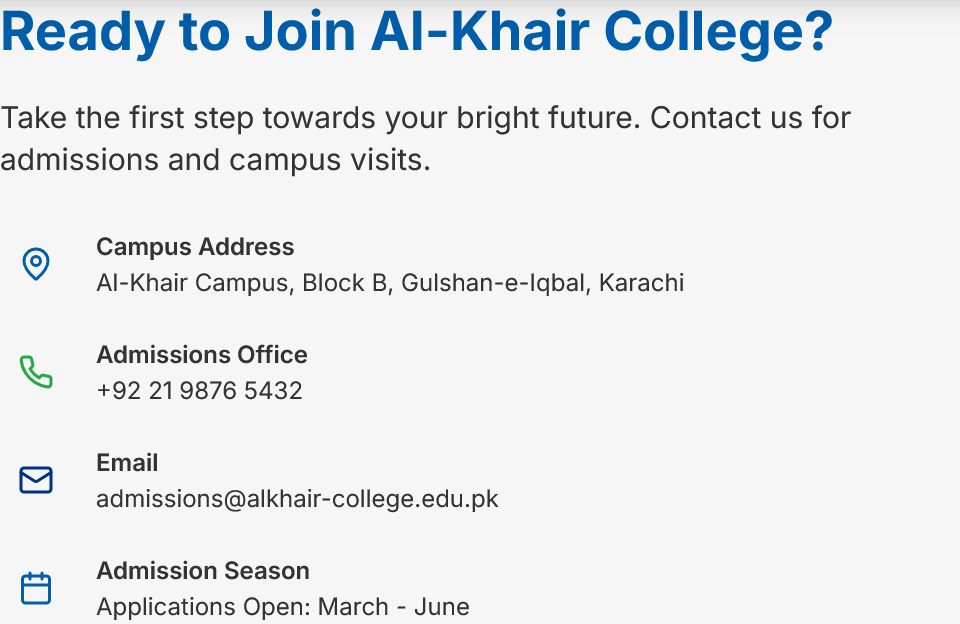 Ready to Join Al-Khair College?
Take the first step towards your bright future. Contact us for
admissions and campus visits.
Campus Address
Al-Khair Campus, Block B, Gulshan-e-Iqbal, Karachi
Admissions Office
+92 21 9876 5432
Email
admissions@alkhair-college.edu.pk
Admission Season
Applications Open: March - June